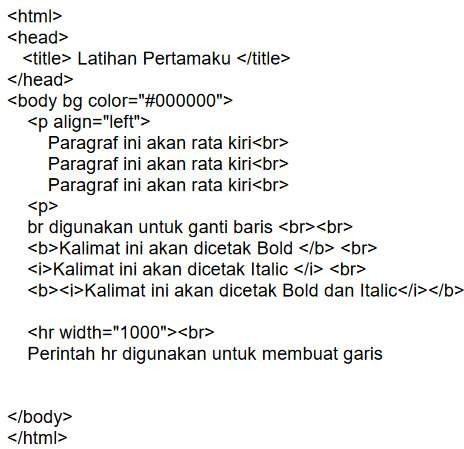 <html>
<head>
<title> Latihan Pertamaku </title>
</head>
<body bg color="#000000">
<p align="left">
Paragraf ini akan rata kiri<br>
Paragraf ini akan rata kiri<br>
Paragraf ini akan rata kiri<br>
<p>
br digunakan untuk ganti baris <br><br>
<b>Kalimat ini akan dicetak Bold </b> <br>
<i>Kalimat ini akan dicetak Italic </i> <br>
<b><i>Kalimat ini akan dicetak Bold dan Italic</i></b>
<hr width="1000"><br>
Perintah hr digunakan untuk membuat garis
</body>
</html>